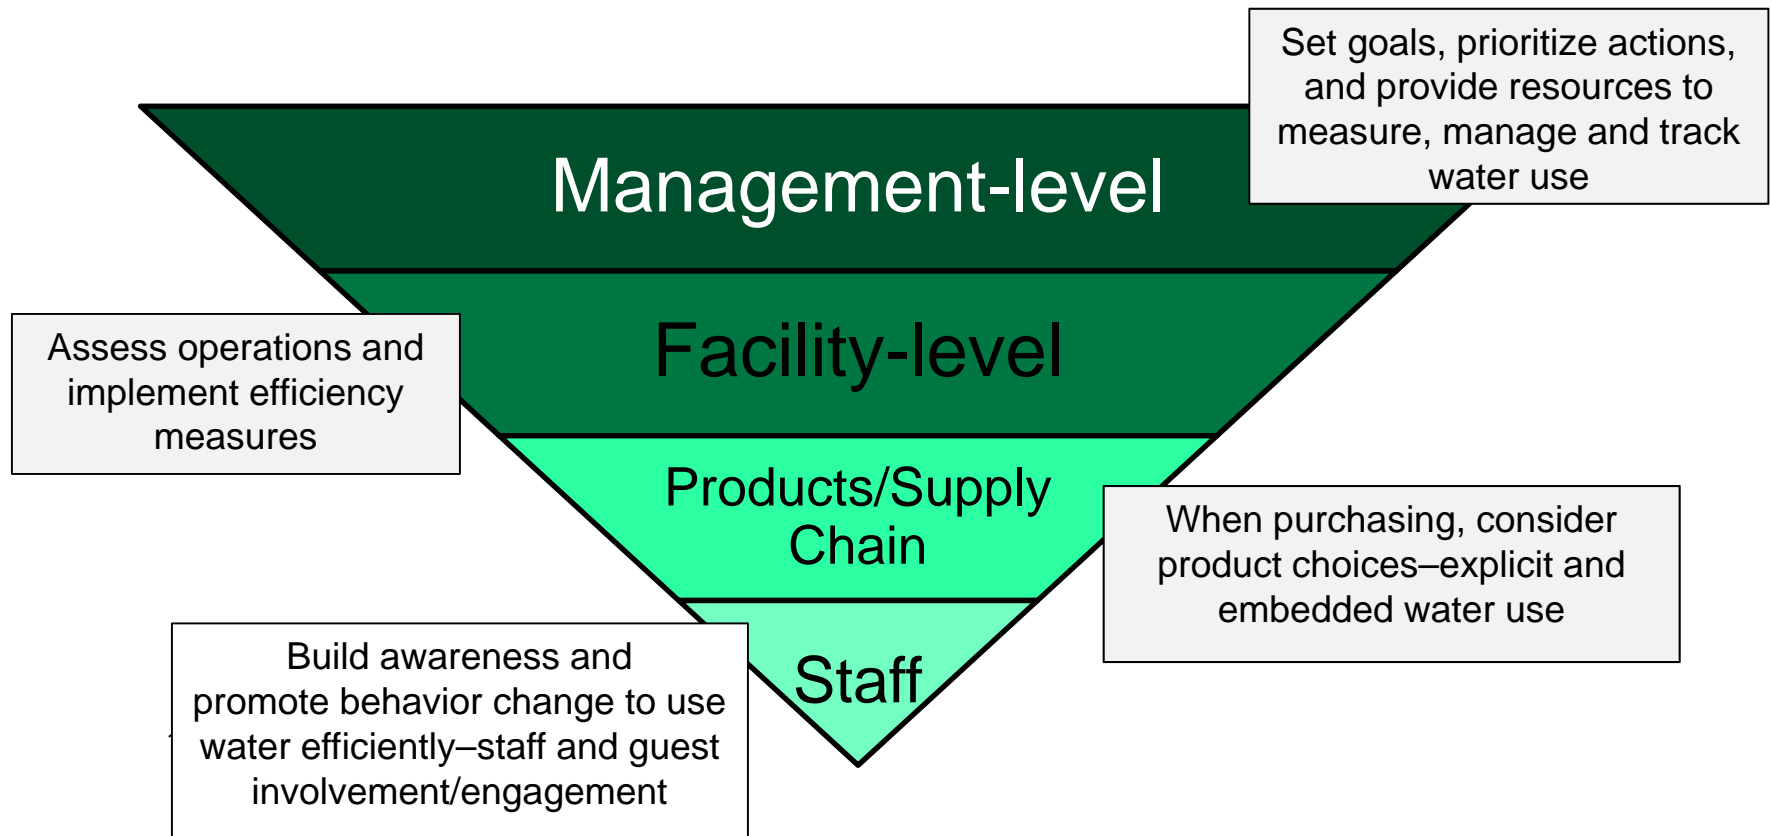 Set goals, prioritize actions,
and provide resources to
measure, manage and track
water use
Management-level
Facility-level
Assess operations and
implement efficiency
measures
Products/Supply
Chain
When purchasing, consider
product choices–explicit and
embedded water use
Staff
Build awareness and
promote behavior change to use
water efficiently–staff and guest
involvement/engagement